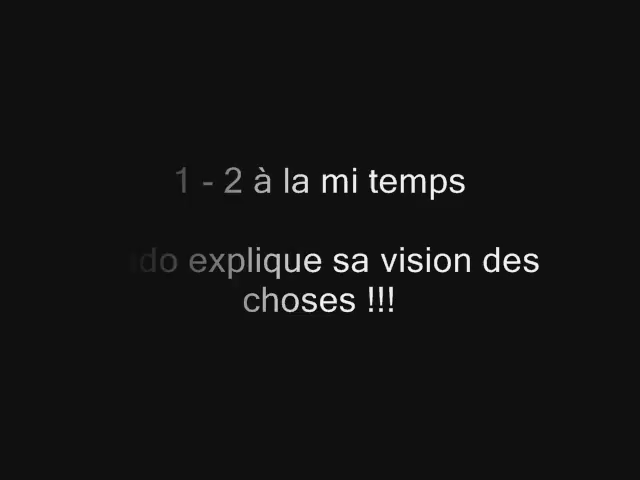 1 - 2 à la mi temps
explique sa vision des
choses !!!